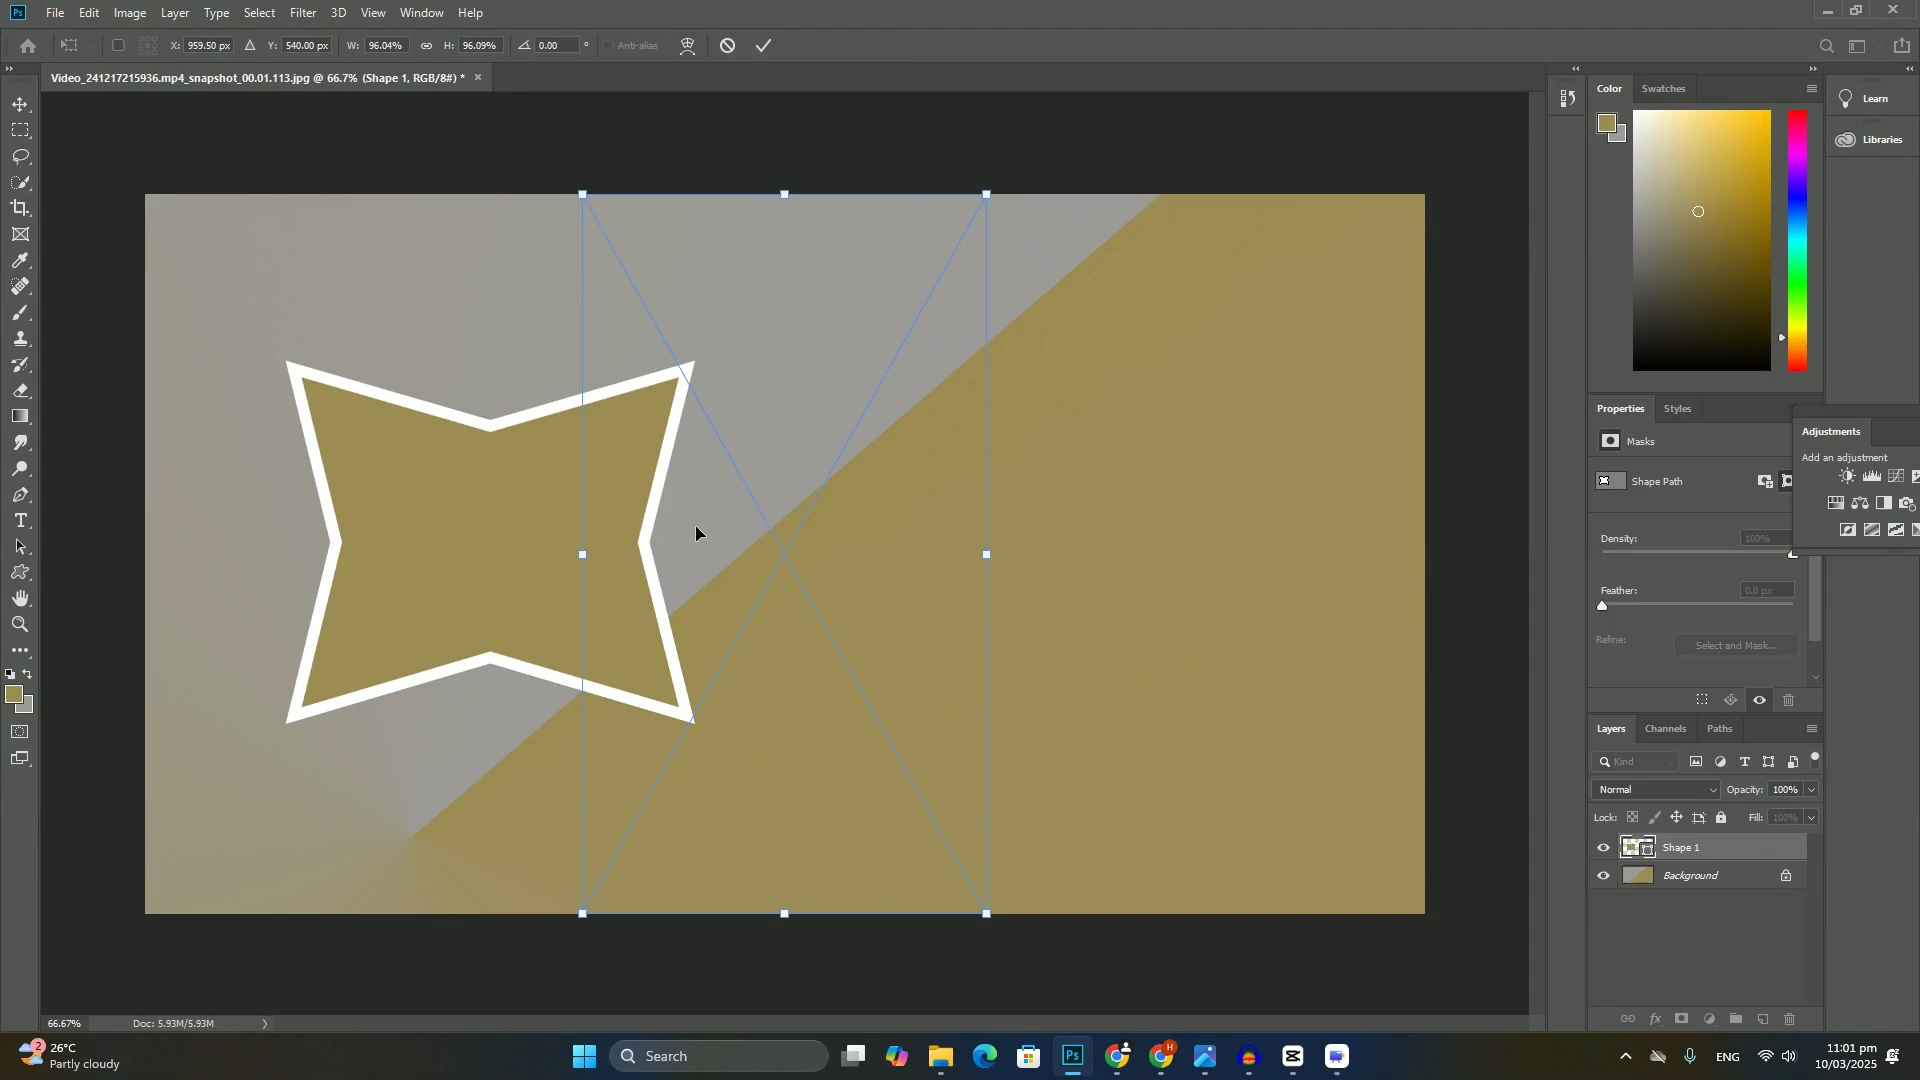 Ps File Edit Image Layer Type Select Filter 3D View Window Help
X: 959.50 px Y: 540.00 px W: 96.04% H: 96.09% 0.00 ° Anti-alias
Video_241217215936.mp4_snapshot_00.01.113.jpg @ 66.7% (Shape 1, RGB/8#) * ×
Color Swatches
Learn
Libraries
Properties Styles
Masks
Shape Path
Density: 100%
Feather: 0.0 px
Refine: Select and Mask...
Adjustments
Add an adjustment
Layers Channels Paths
Kind
Normal Opacity: 100%
Lock: Fill: 100%
Shape 1
Background
66.67% Doc: 5.93M/5.93M
2 26°C
Partly cloudy
Search
Ps
H
ENG
11:01 pm
10/03/2025